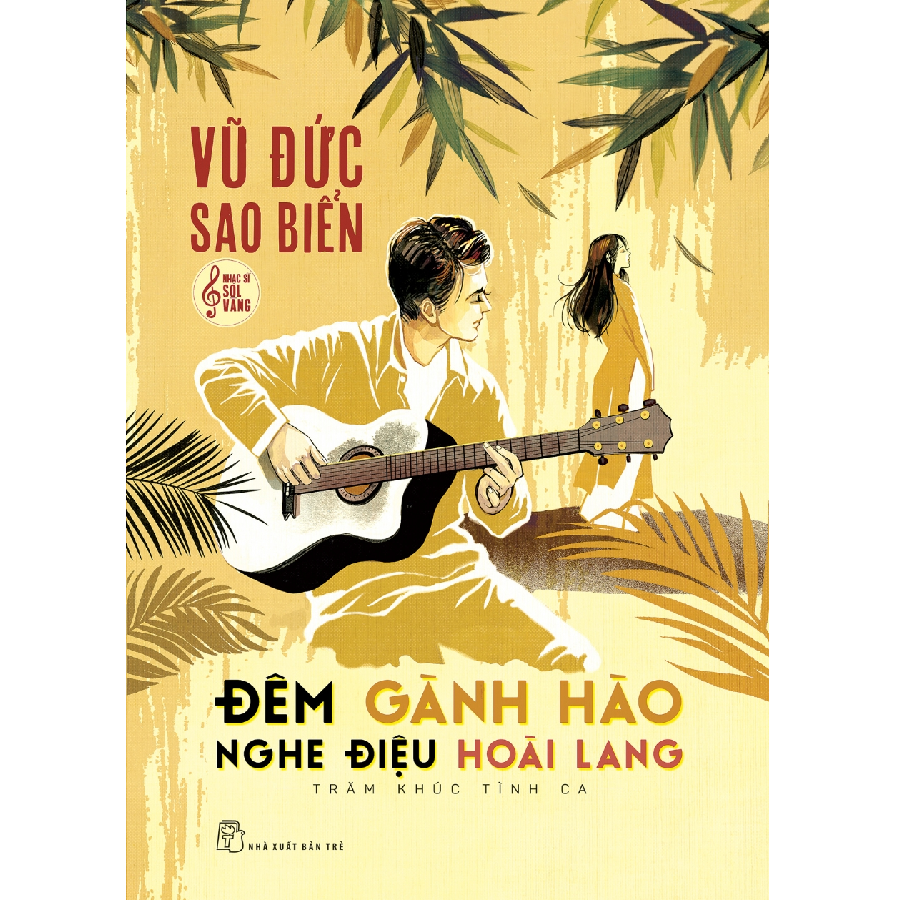 VŨ ĐỨC
SAO BIỂN
NHẠC SĨ
SOL
VÀNG
ĐÊM GÀNH HÀO
NGHE ĐIỆU HOÀI LANG
TRĂM KHÚC TÌNH CA
NHÀ XUẤT BẢN TRẺ